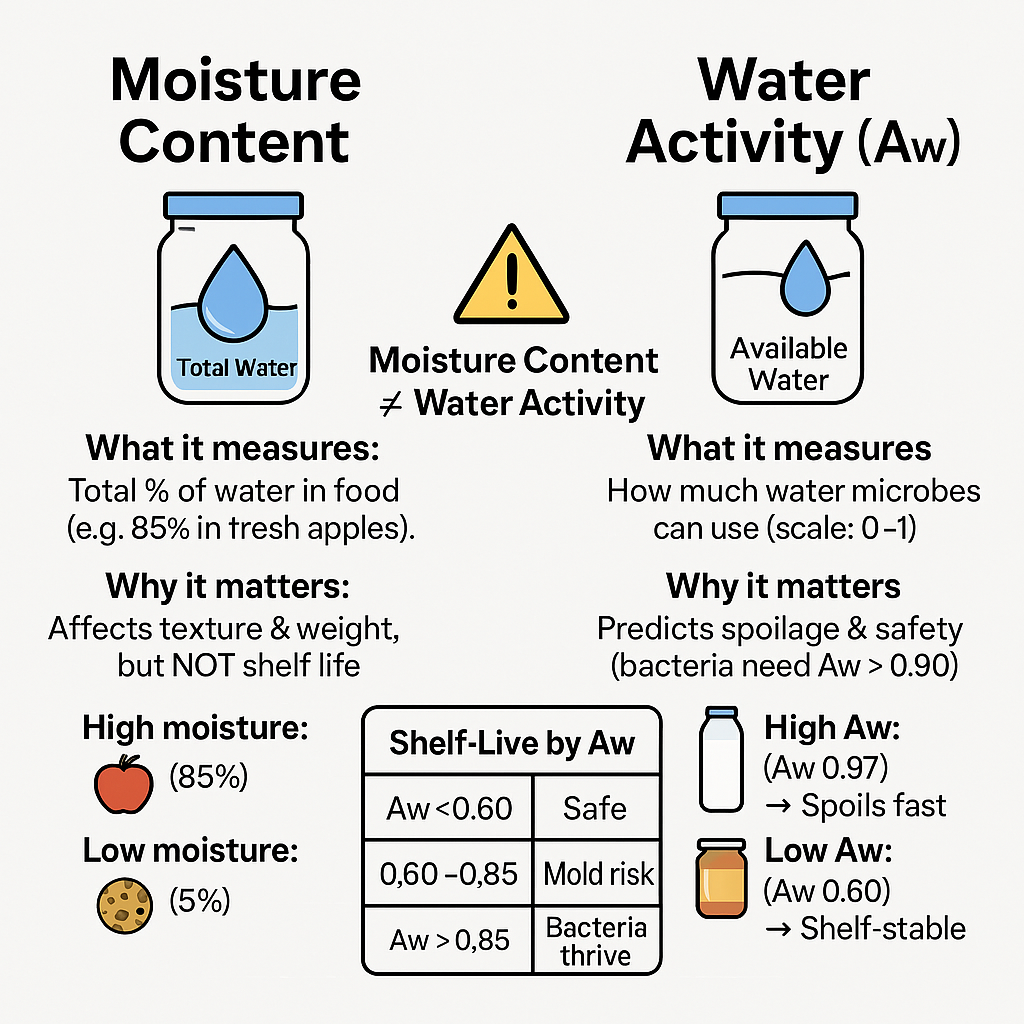 Moisture
Content
Water
Activity (Aw)
Total Water
Moisture Content
≠ Water Activity
Available
Water
What it measures:
Total % of water in food
(e.g. 85% in tresh apples).
Why it matters:
Affects texture & weight,
but NOT shelf life
What it measures
How much water microbes
can use (scale: 0–1)
Why it matters
Predicts spoilage & safety
(bacteria need Aw > 0.90)
High moisture:
(85%)
Low moisture:
(5%)
Shelf-Live by Aw
Aw <0.60 Safe
0,60 –0,85 Mold risk
Aw > 0,85 Bacteria
thrive
High Aw:
(Aw 0.97)
→ Spoils fast
Low Aw:
(Aw 0.60)
→ Shelf-stable